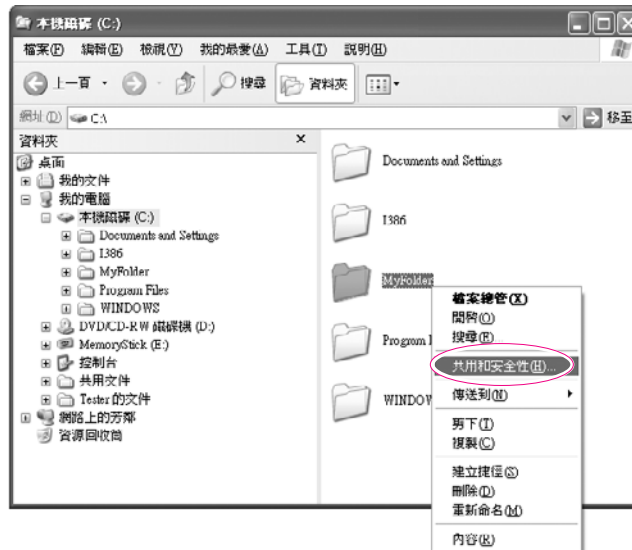 本機磁碟 (C:)
檔案(F) 編輯(E) 檢視(V) 我的最愛(A) 工具(T) 說明(H)
上一頁 搜尋 資料夾
網址(D) C:\ 移至
資料夾 x
桌面
我的文件
我的電腦
本機磁碟 (C:)
Documents and Settings
I386
MyFolder
Program Files
WINDOWS
DVD/CD-RW 磁碟機 (D:)
MemoryStick (E:)
控制台
共用文件
Tester 的文件
網路上的芳鄰
資源回收筒
Documents and Settings
I386
MyFolder
Program
WINDOW
檔案總管(X)
開啓(O)
搜尋(E)...
共用和安全性(H)...
傳送到(N)
剪下(T)
複製(C)
建立捷徑(S)
刪除(D)
重新命名(M)
內容(R)